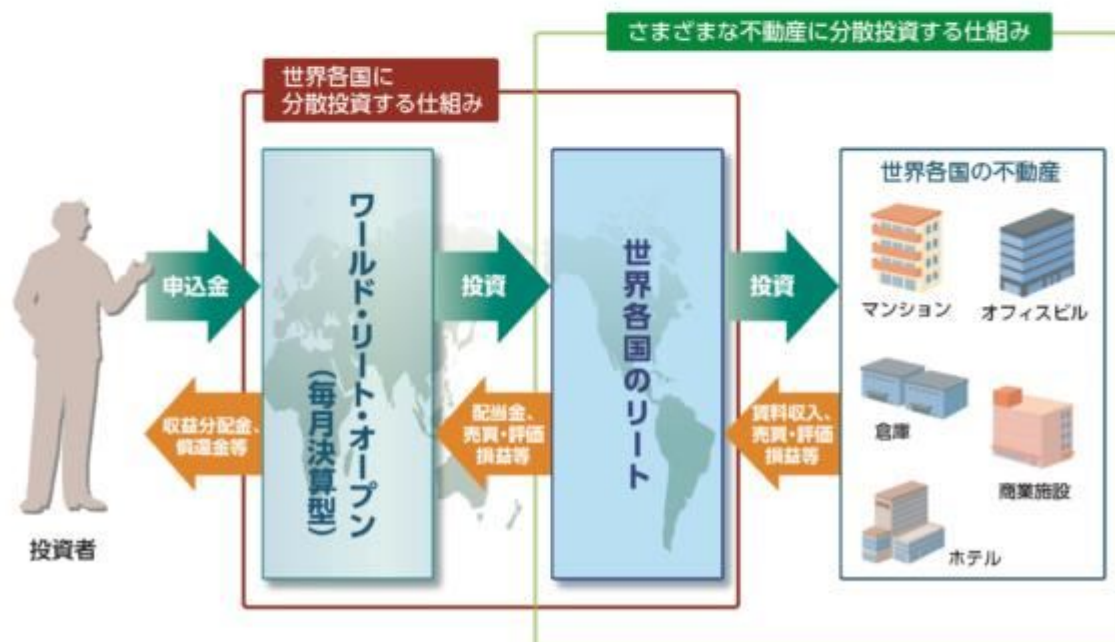 さまざまな不動産に分散投資する仕組み
世界各国に
分散投資する仕組み
投資者
申込金
収益分配金、
償還金等
ワールド・リート・オープン
(毎月決算型)
投資
配当金、
売買・評価
損益等
世界各国のリート
投資
賃料収入、
売買・評価
損益等
世界各国の不動産
マンション
オフィスビル
倉庫
商業施設
ホテル